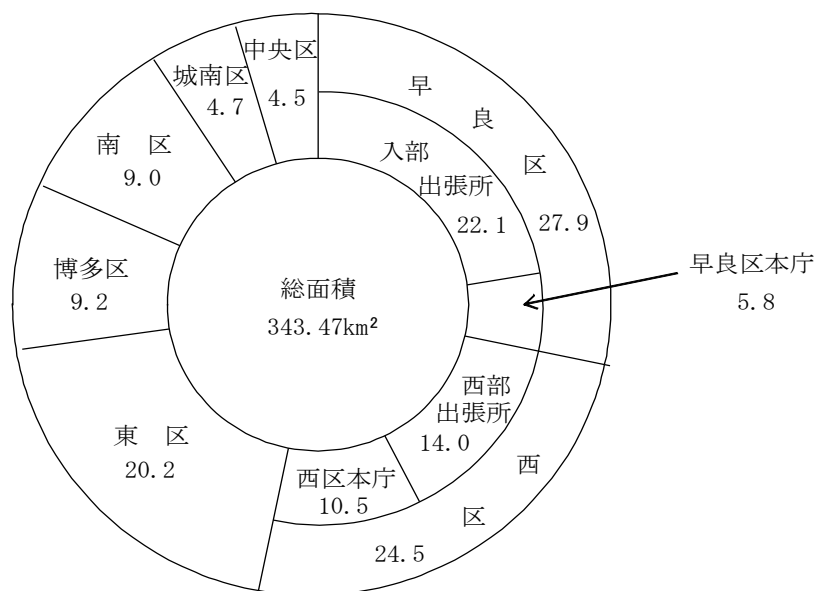 中央区
4.5
城南区
4.7
南 区
9.0
博多区
9.2
東 区
20.2
早良区
27.9
入部
出張所
22.1
早良区本庁
5.8
総面積
343.47km²
西部
出張所
14.0
西区本庁
10.5
西区
24.5